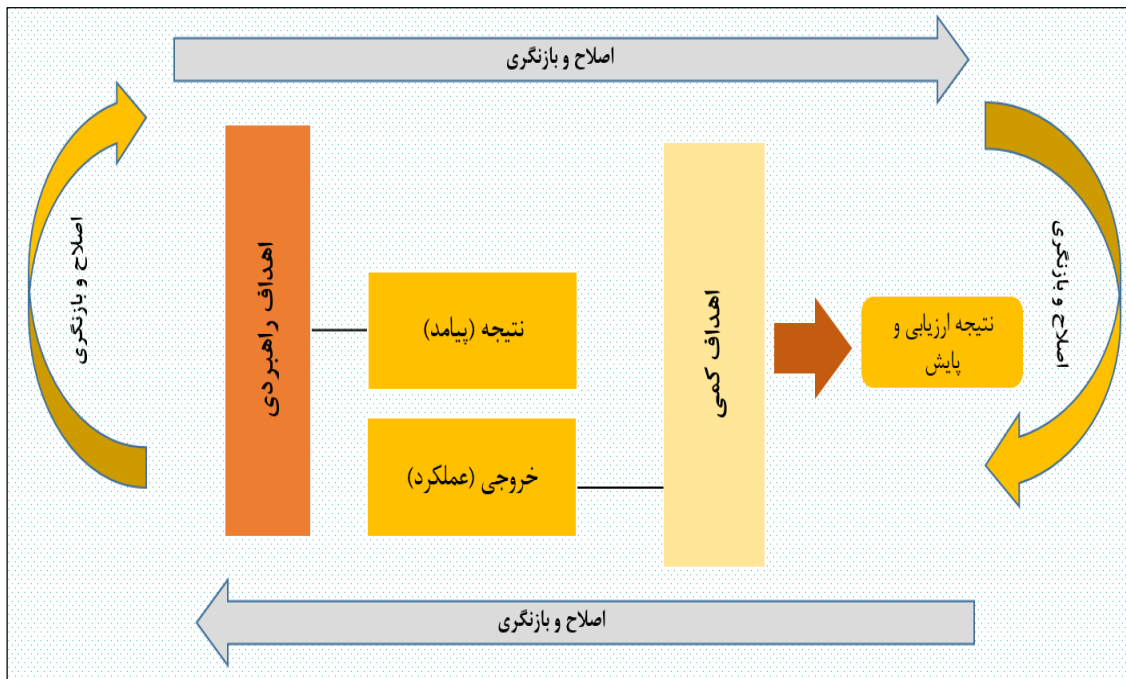 اصلاح و بازنگری
اصلاح و بازنگری
اهداف راهبردی
نتیجه (پیامد)
خروجی (عملکرد)
اهداف کمی
نتیجه ارزیابی و
پایش
اصلاح و بازنگری
اصلاح و بازنگری